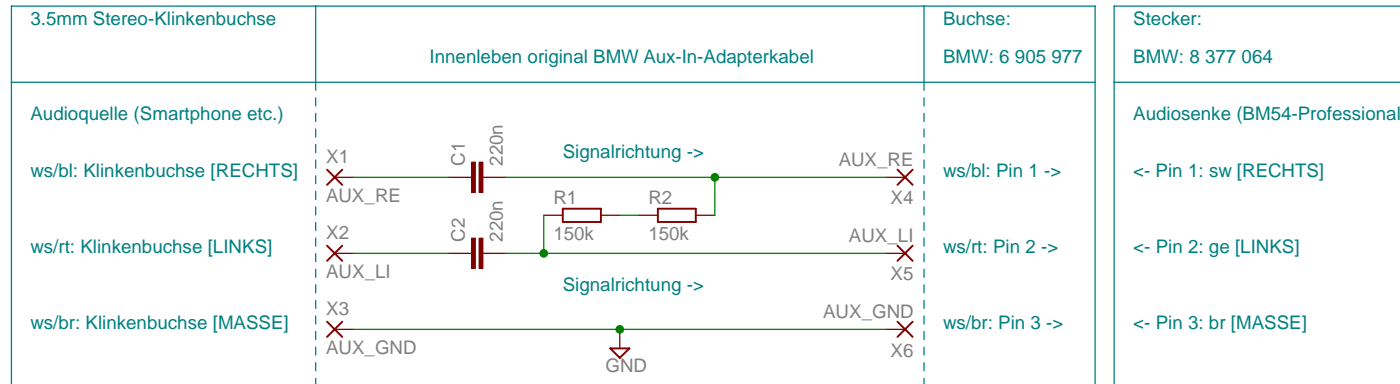 3.5mm Stereo-Klinkenbuchse
Innenleben original BMW Aux-In-Adapterkabel
Buchse:
BMW: 6 905 977
Stecker:
BMW: 8 377 064
Audioquelle (Smartphone etc.)
Audiosenke (BM54-Professional
ws/bl: Klinkenbuchse [RECHTS]
X1
AUX_RE
C1
220n
Signalrichtung ->
AUX_RE
X4
ws/bl: Pin 1 ->
<- Pin 1: sw [RECHTS]
R1
150k
R2
150k
ws/rt: Klinkenbuchse [LINKS]
X2
AUX_LI
C2
220n
AUX_LI
X5
ws/rt: Pin 2 ->
<- Pin 2: ge [LINKS]
Signalrichtung ->
ws/br: Klinkenbuchse [MASSE]
X3
AUX_GND
GND
AUX_GND
X6
ws/br: Pin 3 ->
<- Pin 3: br [MASSE]